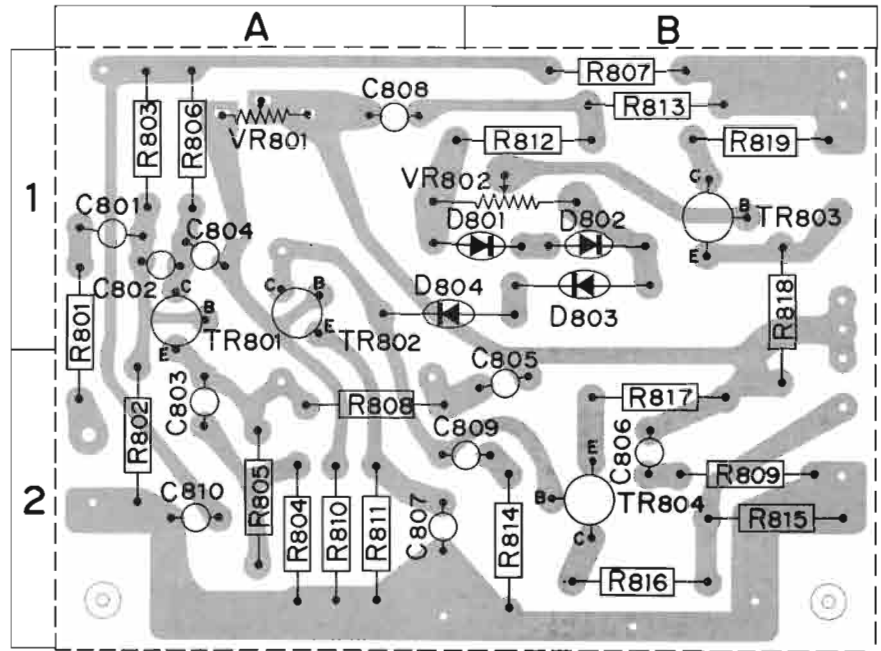 A B
1
R807
C808
R803
R806
VR801
R813
R812
R819
VR802
C
C801
D801
D802
B
TR803
C804
E
C802
C
C
B
D804
D803
R818
R801
B
TR801
E
TR802
E
C805
R802
C803
R808
R817
C809
C806
E
R805
R809
C810
R804
R810
R811
C807
R814
B
TR804
R815
C
R816
2